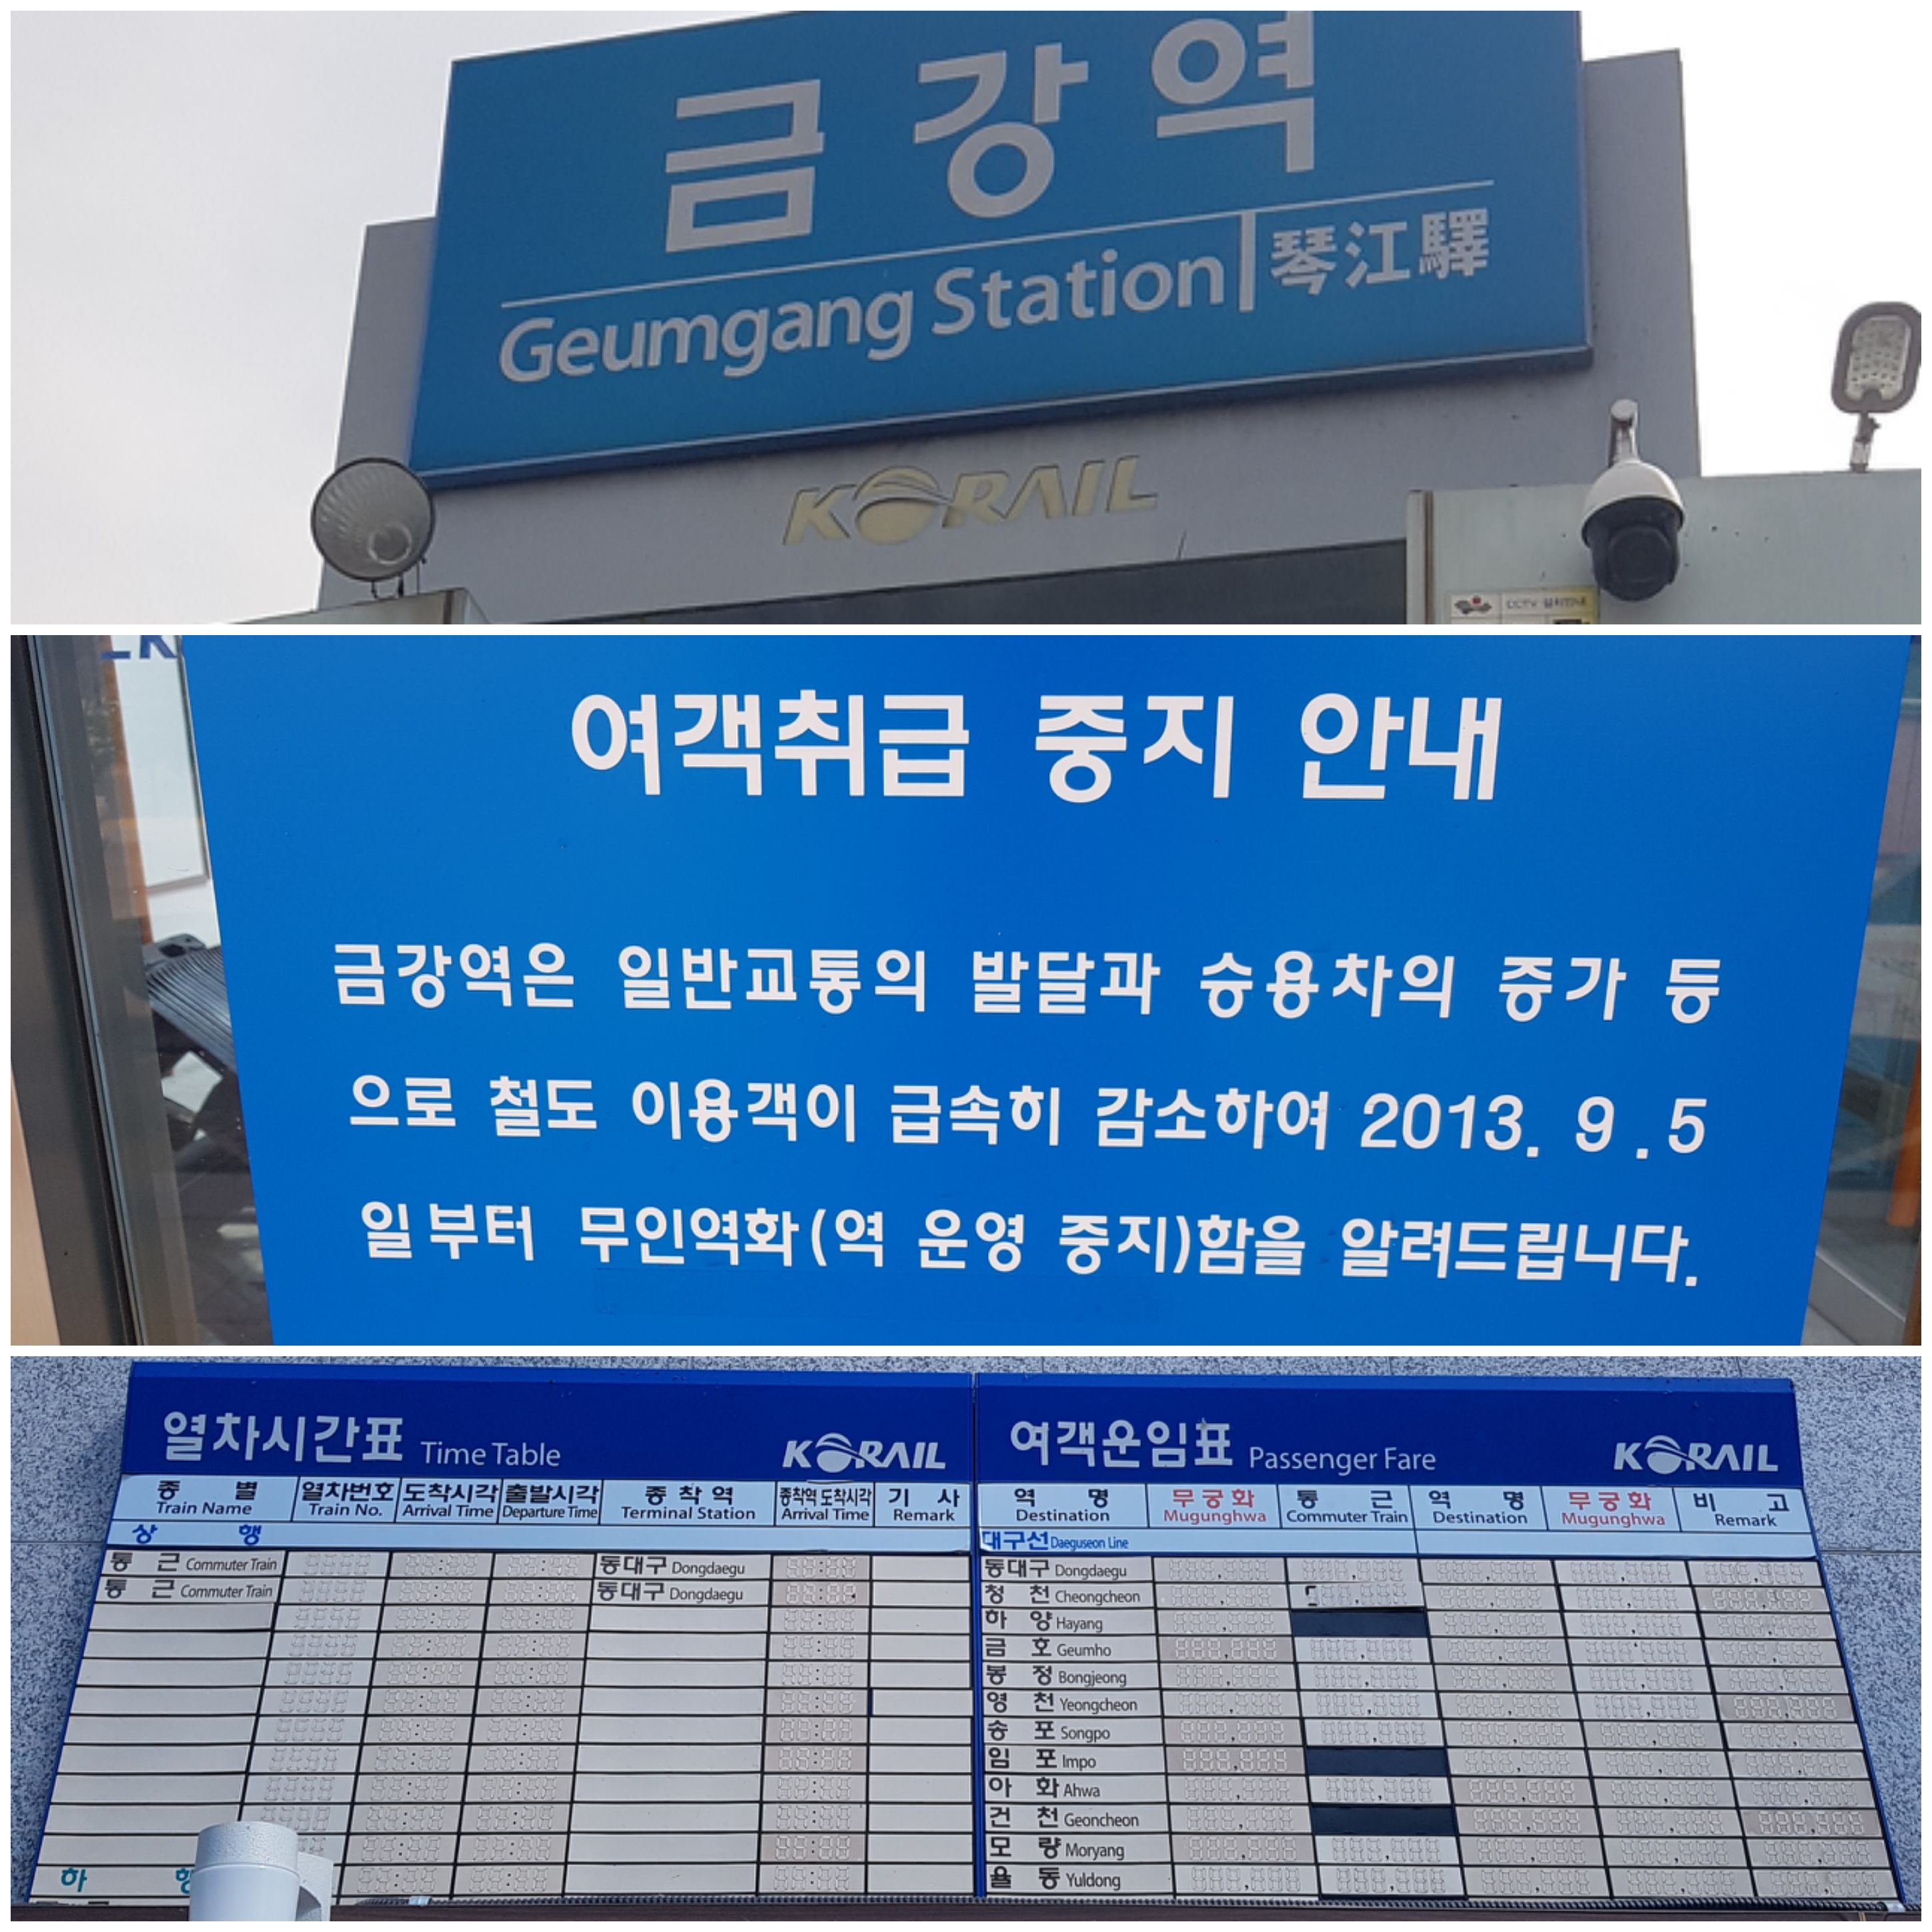 금강역
Geumgang Station 琴江驛
KORAIL
CCTV 설치안내
여객취급 중지 안내
금강역은 일반교통의 발달과 승용차의 증가 등
으로 철도 이용객이 급속히 감소하여 2013. 9 .5
일부터 무인역화(역 운영 중지)함을 알려드립니다.
열차시간표 Time Table KORAIL
종 별 열차번호 도착시각 출발시각 종착역 종착역 도착시각 기 사
Train Name Train No. Arrival Time Departure Time Terminal Station Arrival Time Remark
상 행
통 근 Commuter Train 동대구 Dongdaegu
통 근 Commuter Train 동대구 Dongdaegu
하 행
여객운임표 Passenger Fare KORAIL
역 명 무궁화 통 근 역 명 무궁화 비 고
Destination Mugunghwa Commuter Train Destination Mugunghwa Remark
대구선 Daeguseon Line
동대구 Dongdaegu
청 천 Cheongcheon
하 양 Hayang
금 호 Geumho
봉 정 Bongjeong
영 천 Yeongcheon
송 포 Songpo
임 포 Impo
아 화 Ahwa
건 천 Geoncheon
모 량 Moryang
율 동 Yuldong